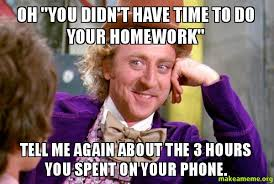 OH "YOU DIDN'T HAVE TIME TO DO
YOUR HOMEWORK"
TELL ME AGAIN ABOUT THE 3 HOURS
YOU SPENT ON YOUR PHONE.
makeameme.org